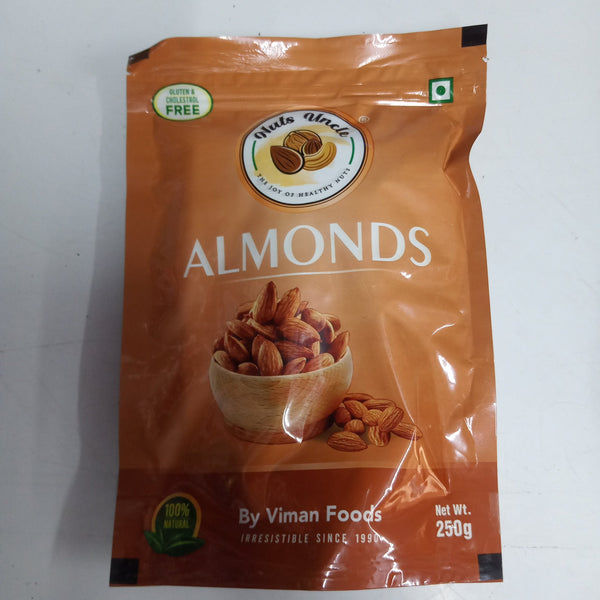 GLUTEN &
CHOLESTROL
FREE
Nuts Uncle
®
THE JOY OF HEALTHY NUTS
ALMONDS
100%
NATURAL
By Viman Foods
IRRESISTIBLE SINCE 1990
Net Wt.
250g